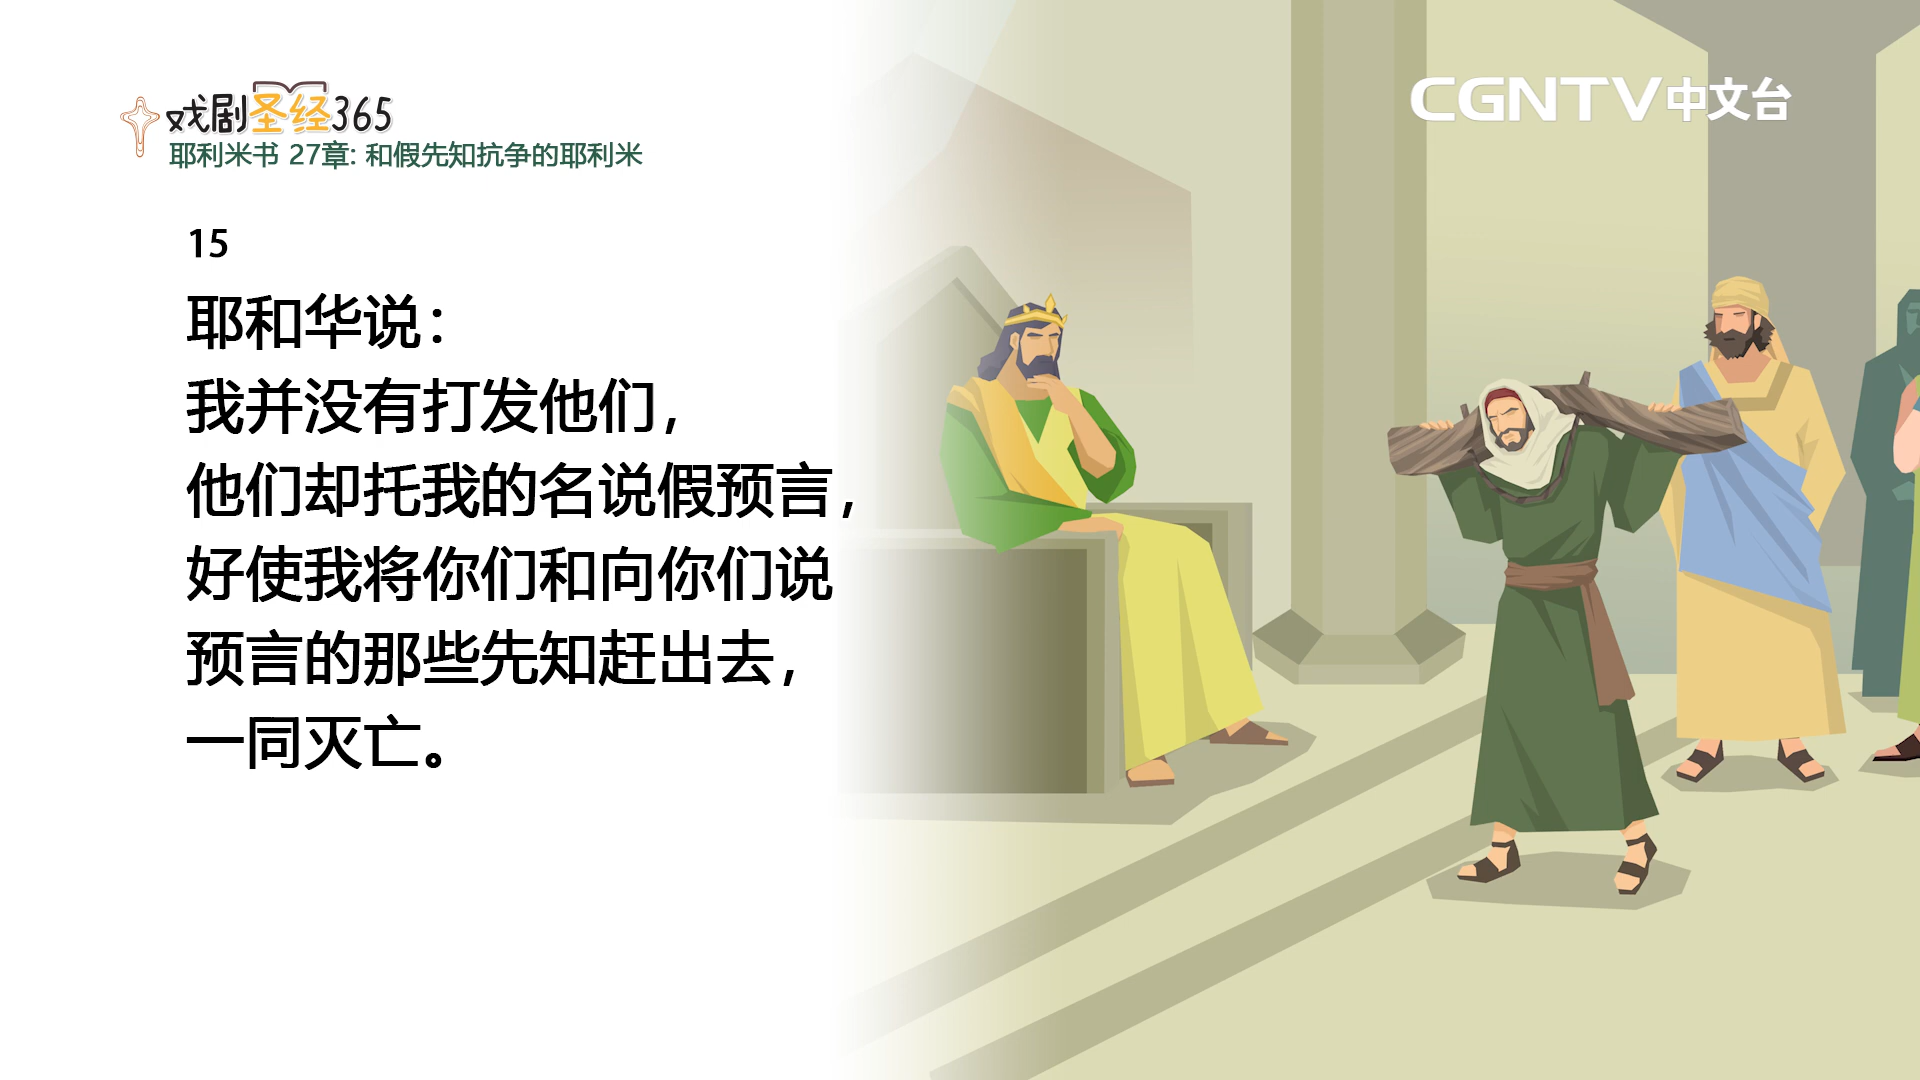 戏剧圣经365
CGNTV中文台
耶利米书 27章: 和假先知抗争的耶利米
15
耶和华说：
我并没有打发他们，
他们却托我的名说假预言，
好使我将你们和向你们说
预言的那些先知赶出去，
一同灭亡。